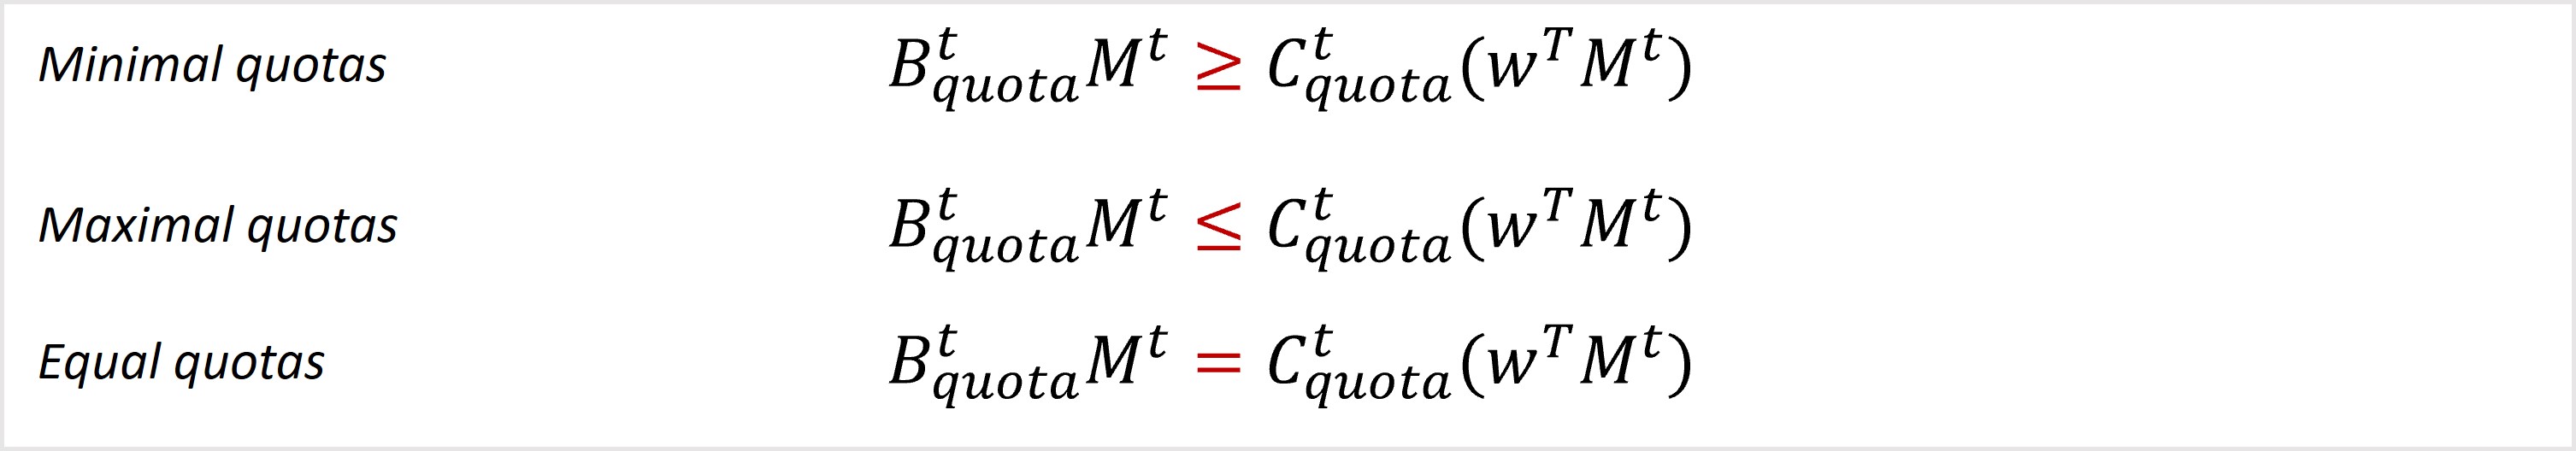 Minimal quotas B^t_quota M^t ≥ C^t_quota (w^T M^t)
Maximal quotas B^t_quota M^t ≤ C^t_quota (w^T M^t)
Equal quotas B^t_quota M^t = C^t_quota (w^T M^t)